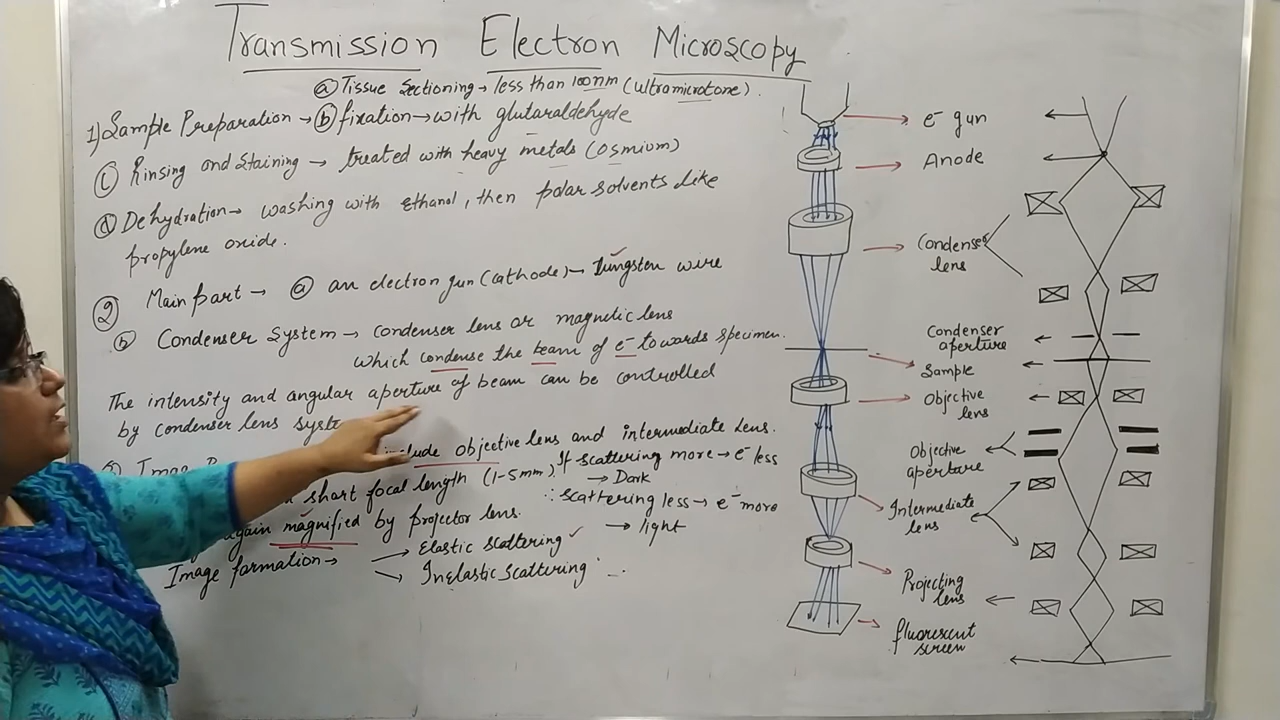 Transmission Electron Microscopy
ⓐ Tissue Sectioning → less than 100nm (ultramicrotone).
1) Sample Preparation → ⓑ fixation → with glutaraldehyde
ⓒ Rinsing and Staining → treated with heavy metals (Osmium)
ⓓ Dehydration → washing with ethanol, then polar solvents like
propylene oxide.
② Main part → ⓐ an electron gun (cathode) → Tungsten wire
ⓑ Condenser System → condenser lens or magnetic lens
which condense the beam of e⁻ towards specimen.
The intensity and angular aperture of beam can be controlled
by condenser lens syste
include objective lens and intermediate lens.
short focal length (1-5mm)
again magnified by projector lens.
Image formation → Elastic scattering ✓
→ Inelastic scattering
If scattering more → e⁻ less
→ Dark
∴ scattering less → e⁻ more
→ light
e⁻ gun
Anode
Condenser
lens
Condenser
aperture
Sample
Objective
lens
Objective
aperture
Intermediate
lens
Projecting
lens
fluorescent
screen